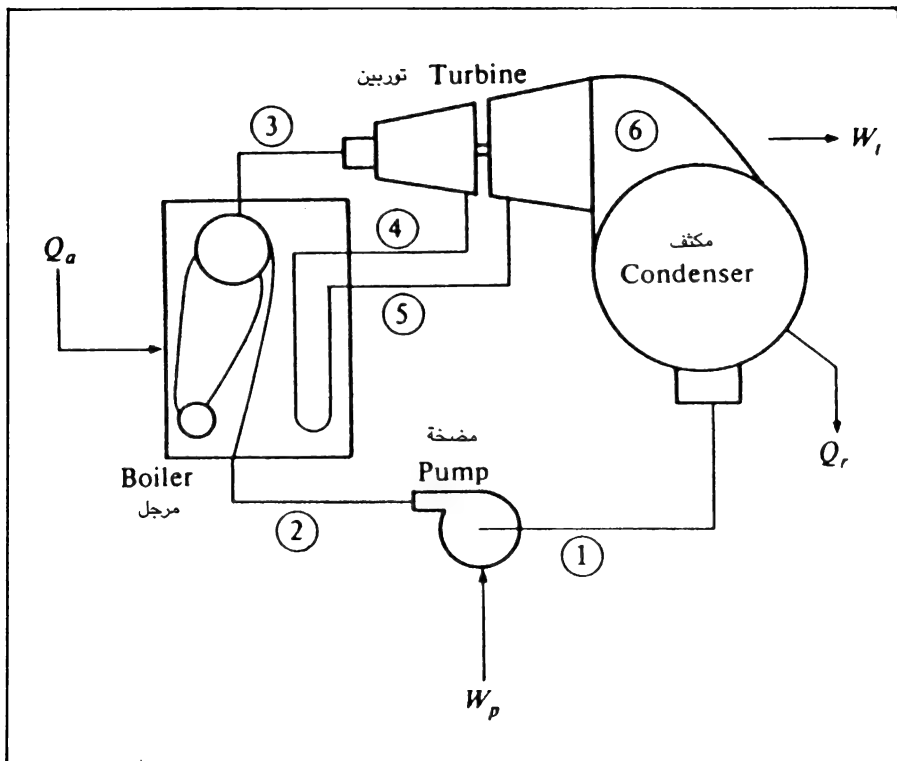 توربين Turbine
3
6
W_t
4
Q_a
مكثف
Condenser
5
مضخة
Pump
Q_r
Boiler
مرجل
2
1
W_p